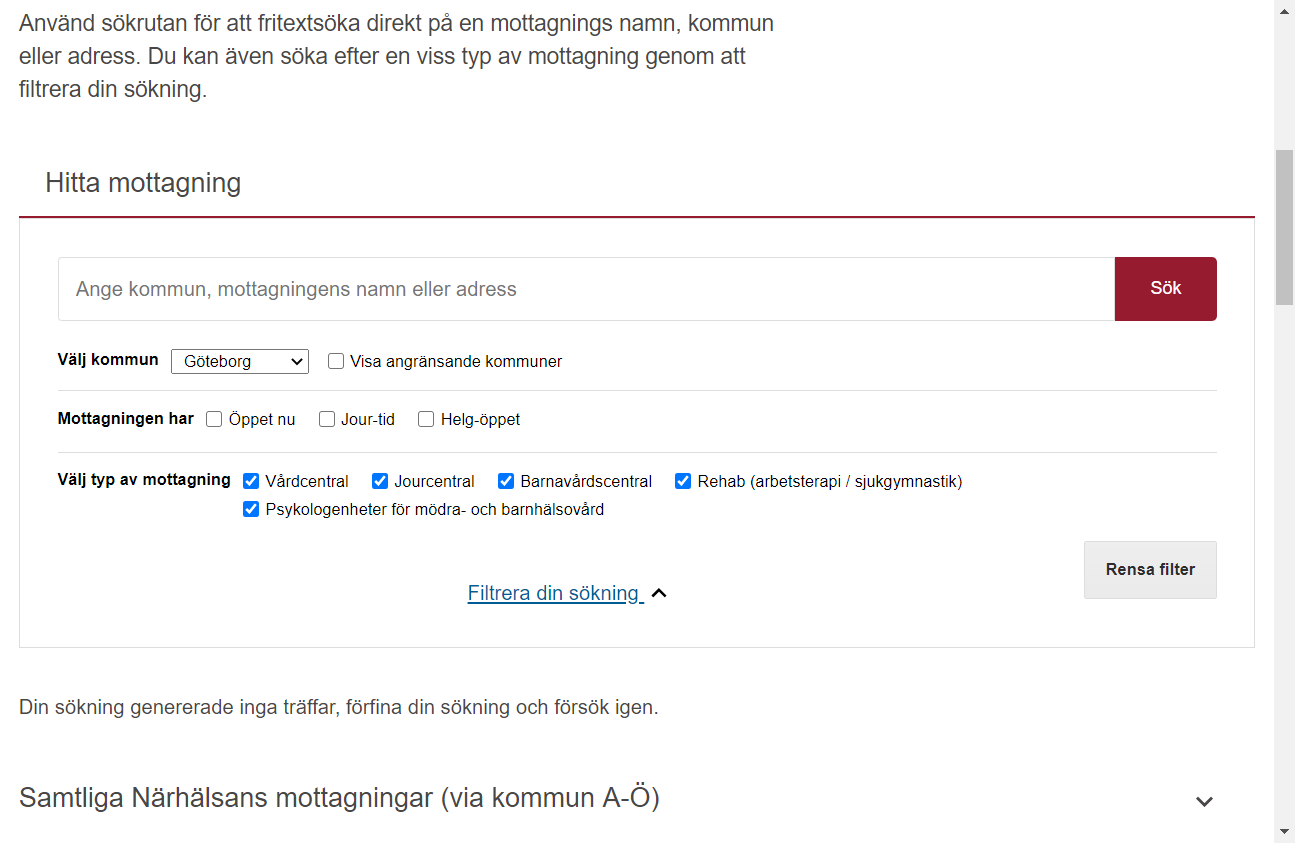 Använd sökrutan för att fritextsöka direkt på en mottagnings namn, kommun
eller adress. Du kan även söka efter en viss typ av mottagning genom att
filtrera din sökning.
Hitta mottagning
Ange kommun, mottagningens namn eller adress
Sök
Välj kommun Göteborg Visa angränsande kommuner
Mottagningen har Öppet nu Jour-tid Helg-öppet
Välj typ av mottagning Vårdcentral Jourcentral Barnavårdscentral Rehab (arbetsterapi / sjukgymnastik)
Psykologenheter för mödra- och barnhälsovård
Rensa filter
Filtrera din sökning
Din sökning genererade inga träffar, förfina din sökning och försök igen.
Samtliga Närhälsans mottagningar (via kommun A-Ö)